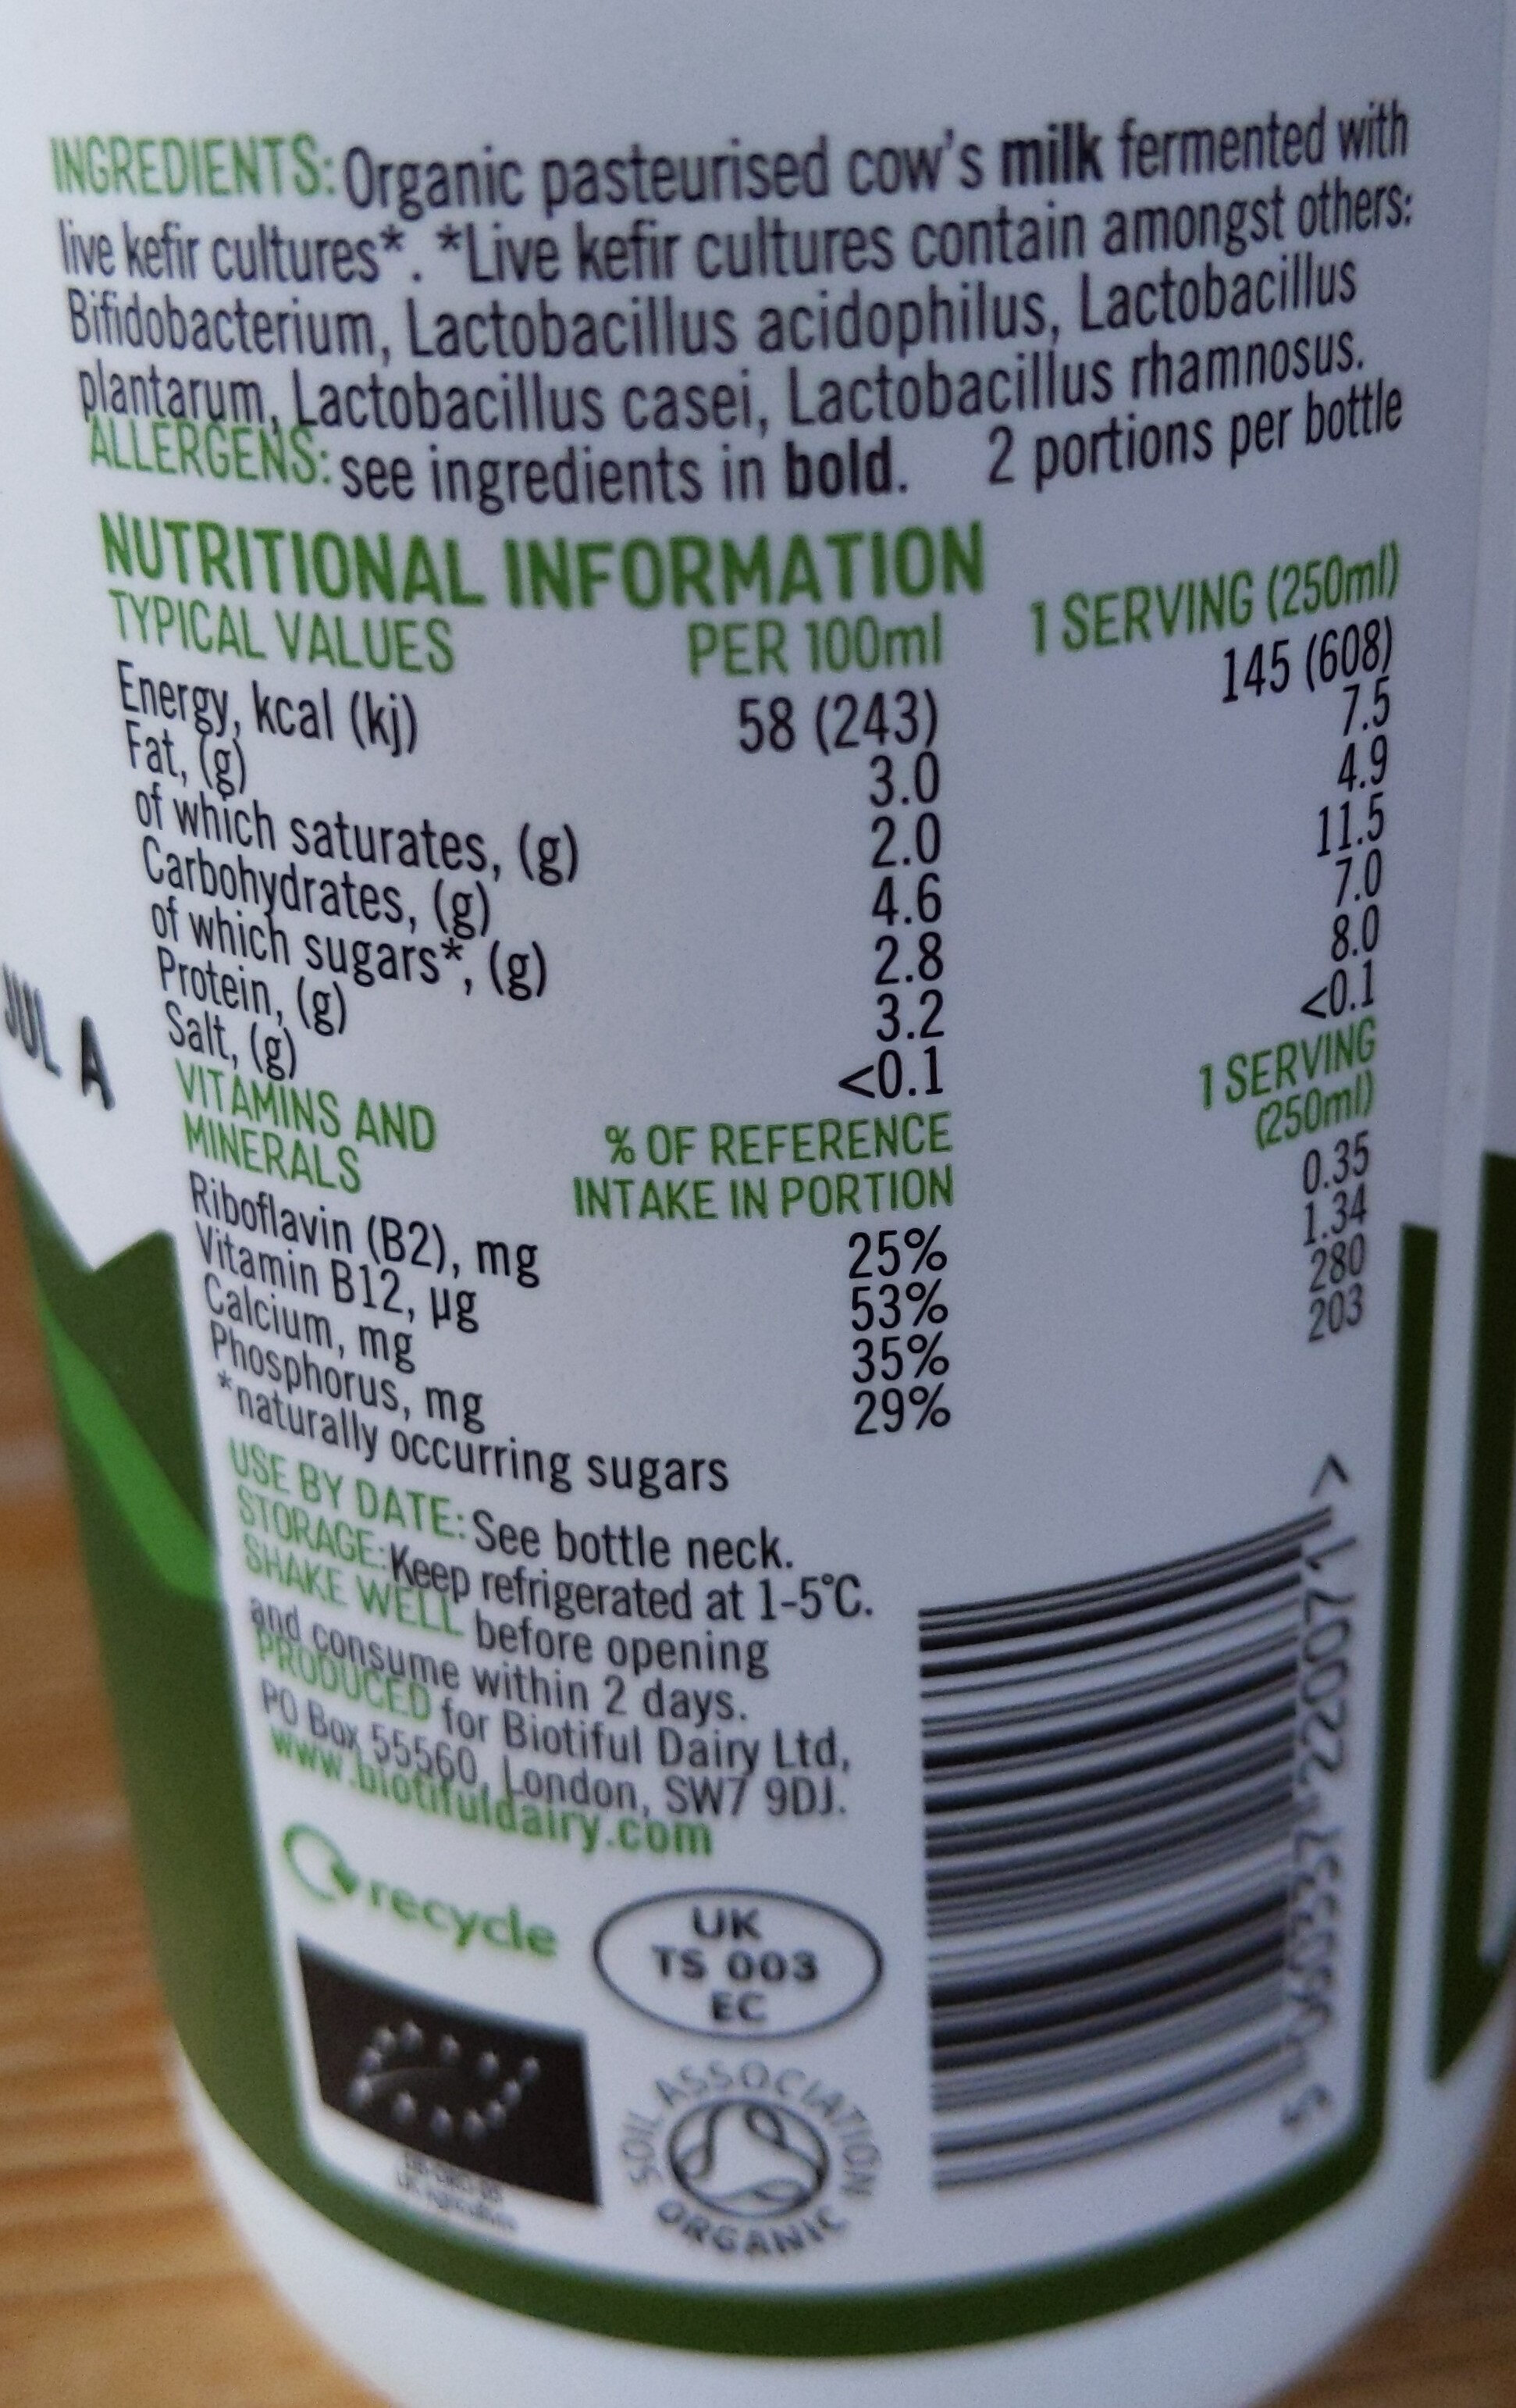 INGREDIENTS: Organic pasteurised cow's milk fermented with
live kefir cultures*. *Live kefir cultures contain amongst others:
Bifidobacterium, Lactobacillus acidophilus, Lactobacillus
plantarum, Lactobacillus casei, Lactobacillus rhamnosus.
ALLERGENS: see ingredients in bold. 2 portions per bottle
NUTRITIONAL INFORMATION
TYPICAL VALUES PER 100ml 1 SERVING (250ml)
Energy, kcal (kj) 58 (243) 145 (608)
Fat, (g) 3.0 7.5
of which saturates, (g) 2.0 4.9
Carbohydrates, (g) 4.6 11.5
of which sugars*, (g) 2.8 7.0
Protein, (g) 3.2 8.0
Salt, (g) <0.1 <0.1
VITAMINS AND % OF REFERENCE 1 SERVING
MINERALS INTAKE IN PORTION (250ml)
Riboflavin (B2), mg 25% 0.35
Vitamin B12, µg 53% 1.34
Calcium, mg 35% 280
Phosphorus, mg 29% 203
*naturally occurring sugars
USE BY DATE: See bottle neck.
STORAGE: Keep refrigerated at 1-5°C.
SHAKE WELL before opening
and consume within 2 days.
PRODUCED for Biotiful Dairy Ltd,
PO Box 55560, London, SW7 9DJ.
www.biotifuldairy.com
recycle
UK
TS 003
EC
SOIL ASSOCIATION
ORGANIC
JUL A